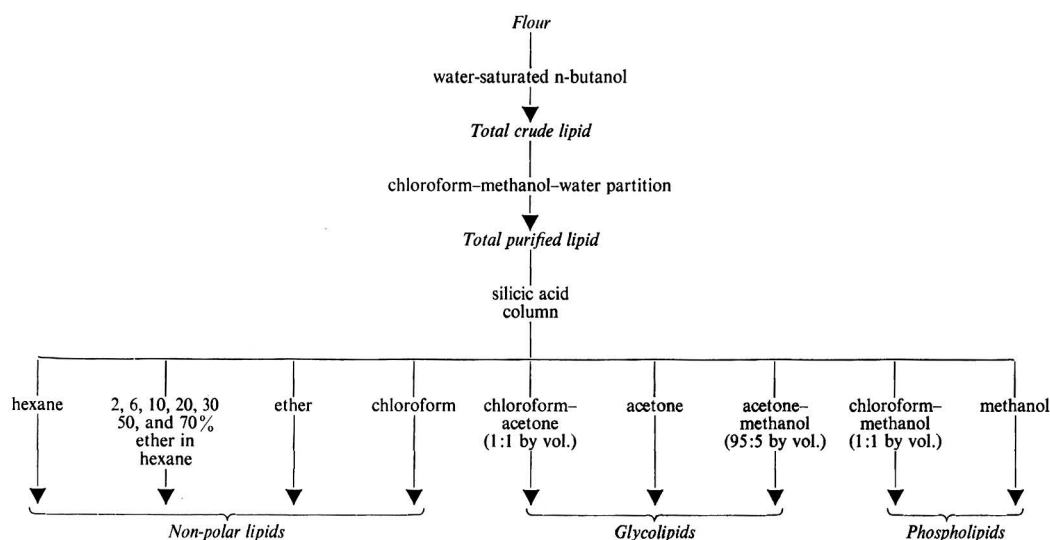 Flour
water-saturated n-butanol
Total crude lipid
chloroform–methanol–water partition
Total purified lipid
silicic acid
column
hexane
2, 6, 10, 20, 30
50, and 70%
ether in
hexane
ether
chloroform
chloroform–
acetone
(1:1 by vol.)
acetone
acetone–
methanol
(95:5 by vol.)
chloroform–
methanol
(1:1 by vol.)
methanol
Non-polar lipids
Glycolipids
Phospholipids